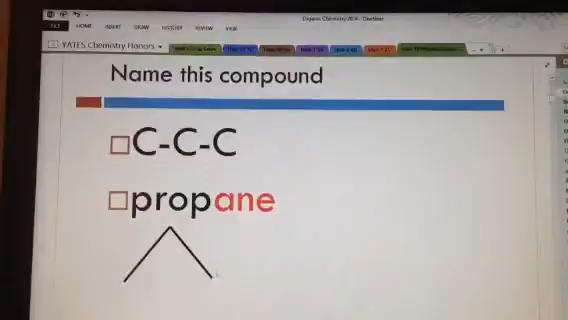 Organic Chemistry 2014 - OneNote
FILE HOME INSERT DRAW HISTORY REVIEW VIEW
YATES Chemistry Honors
Name this compound
C-C-C
propane